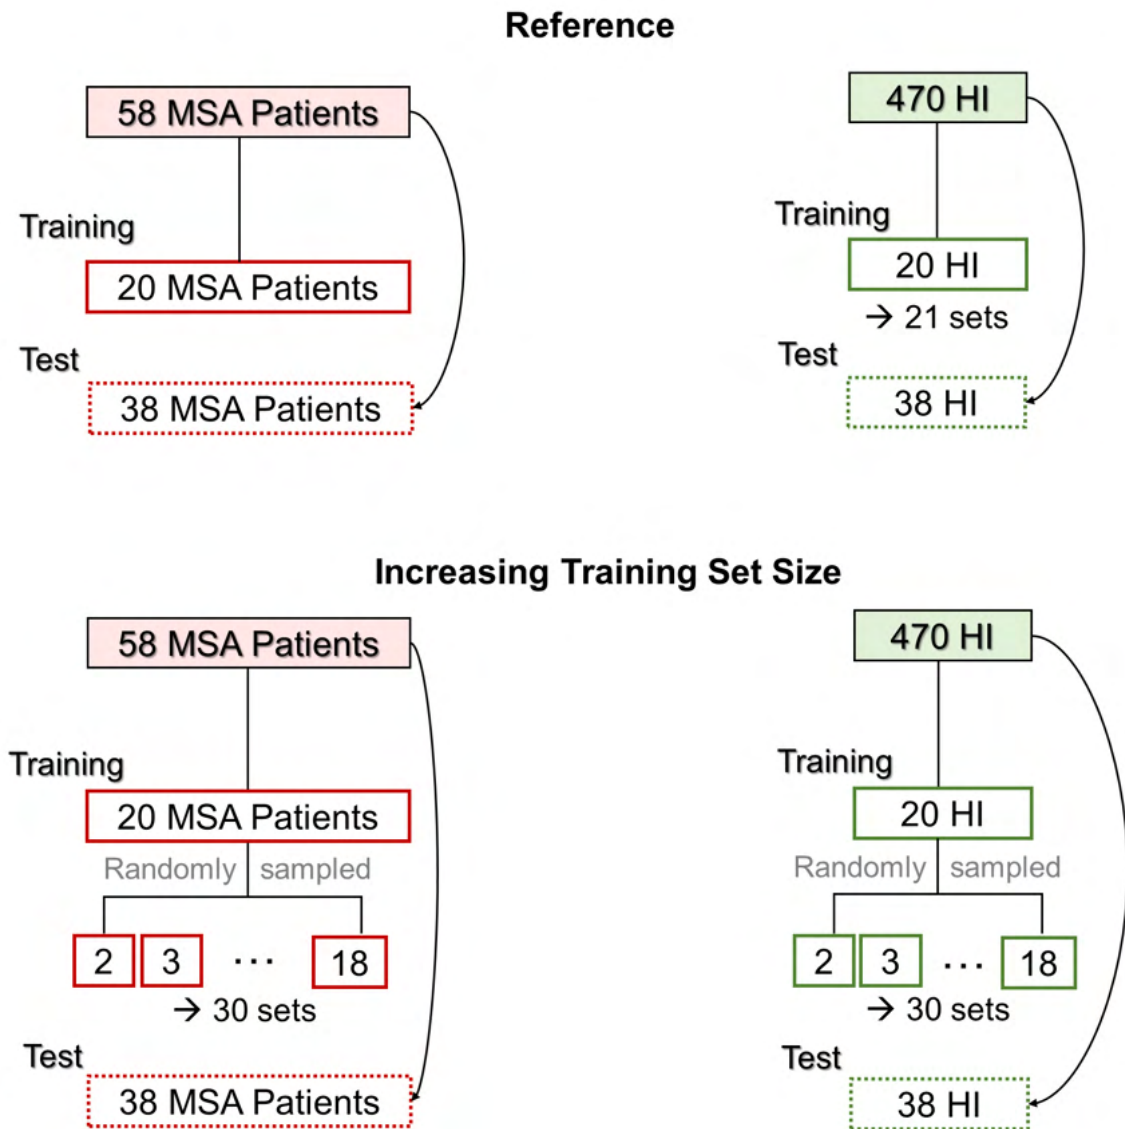 Reference
58 MSA Patients
Training
20 MSA Patients
Test
38 MSA Patients
470 HI
Training
20 HI
→ 21 sets
Test
38 HI
Increasing Training Set Size
58 MSA Patients
Training
20 MSA Patients
Randomly sampled
2 3 ... 18
→ 30 sets
Test
38 MSA Patients
470 HI
Training
20 HI
Randomly sampled
2 3 ... 18
→ 30 sets
Test
38 HI